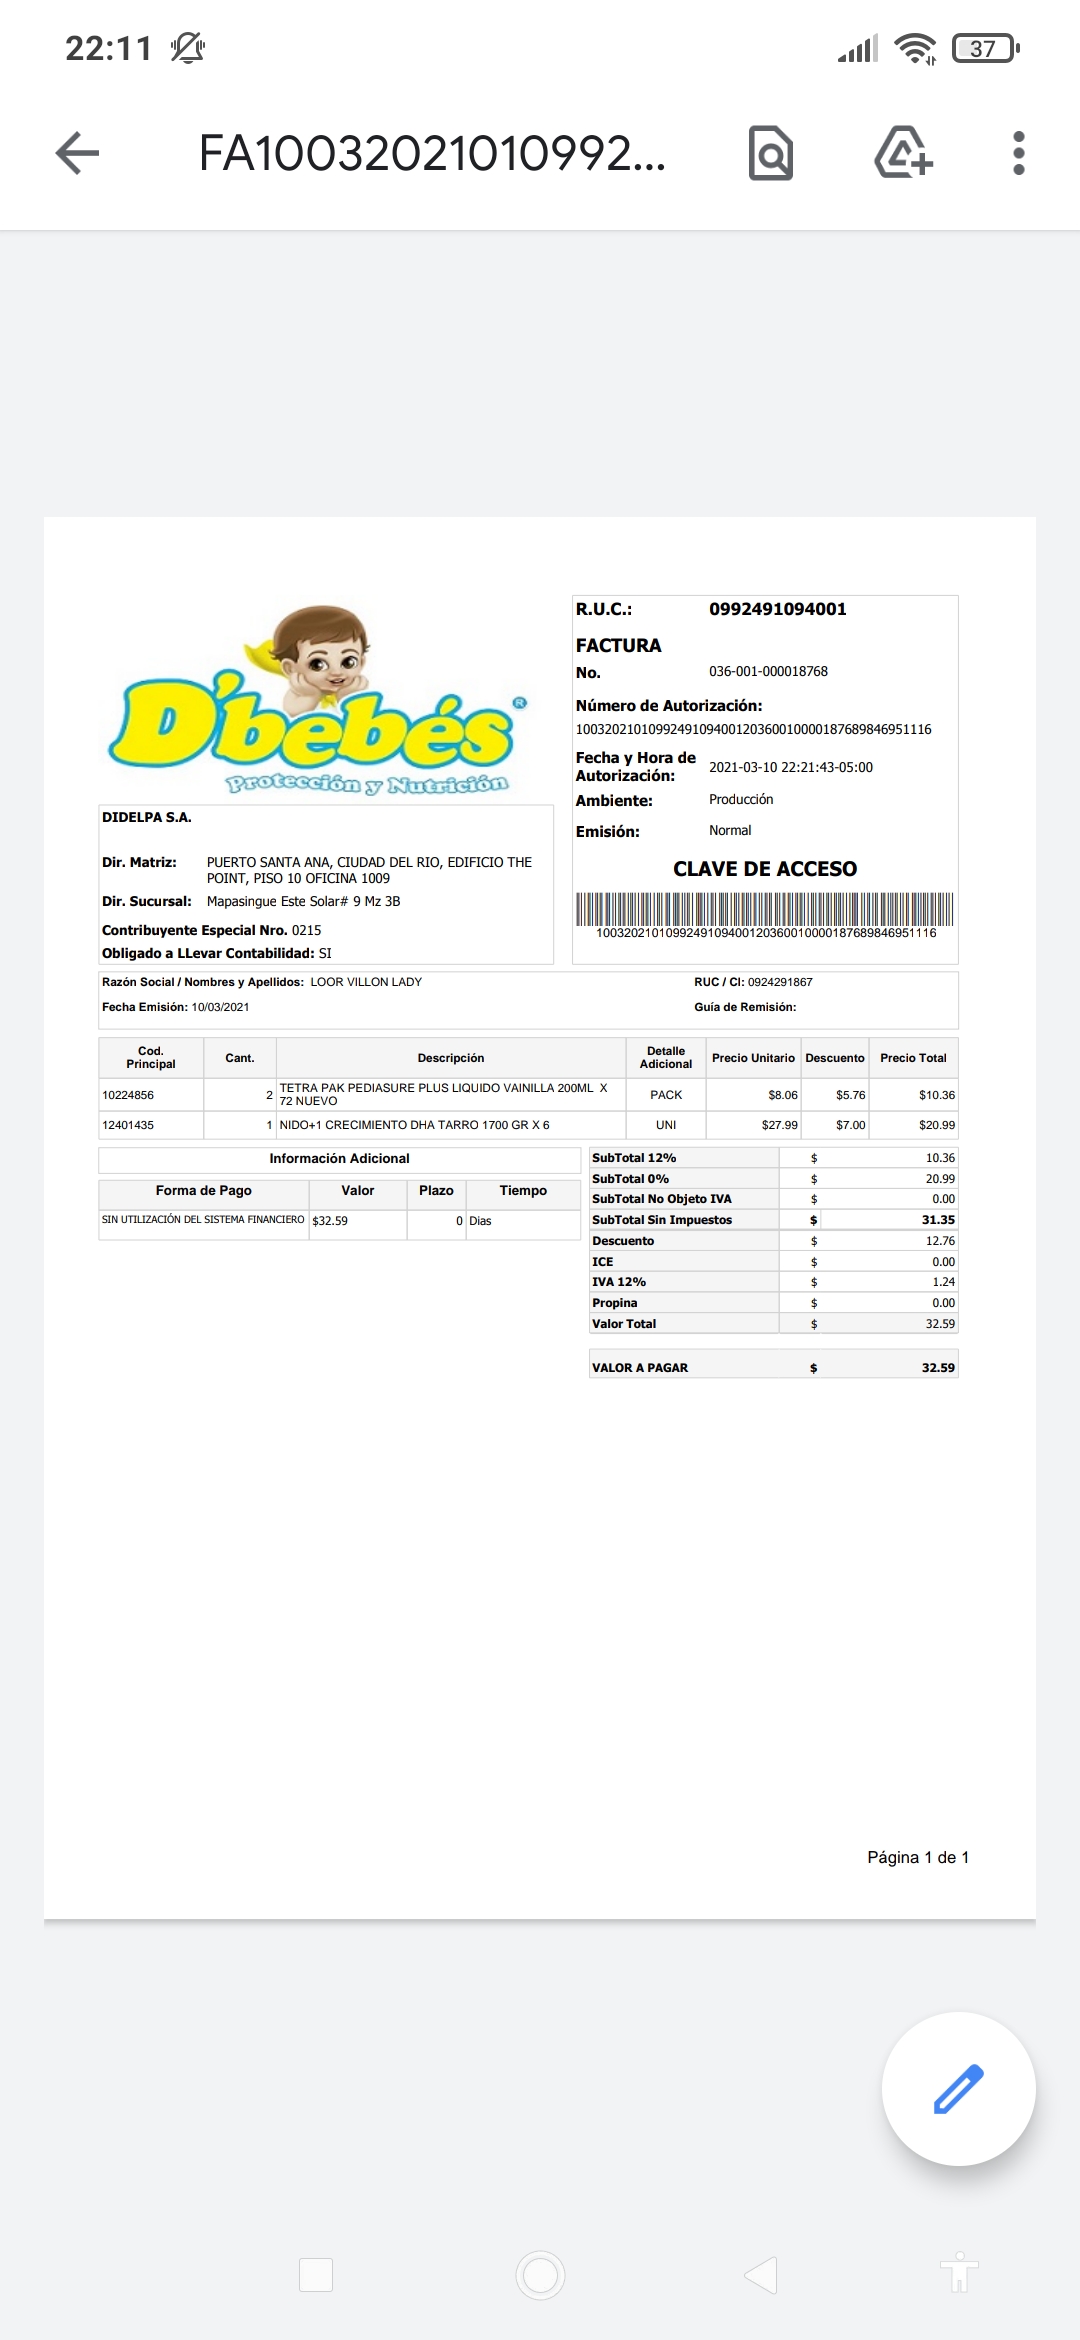 22:11
37
FA10032021010992...
D'bebés®
Protección y Nutrición
R.U.C.: 0992491094001
FACTURA
No. 036-001-000018768
Número de Autorización:
1003202101099249109400120360010000187689846951116
Fecha y Hora de
Autorización: 2021-03-10 22:21:43-05:00
Ambiente: Producción
Emisión: Normal
CLAVE DE ACCESO
1003202101099249109400120360010000187689846951116
DIDELPA S.A.
Dir. Matriz: PUERTO SANTA ANA, CIUDAD DEL RIO, EDIFICIO THE
POINT, PISO 10 OFICINA 1009
Dir. Sucursal: Mapasingue Este Solar# 9 Mz 3B
Contribuyente Especial Nro. 0215
Obligado a LLevar Contabilidad: SI
Razón Social / Nombres y Apellidos: LOOR VILLON LADY RUC / CI: 0924291867
Fecha Emisión: 10/03/2021 Guía de Remisión:
Cod.
Principal Cant. Descripción Detalle
Adicional Precio Unitario Descuento Precio Total
10224856 2 TETRA PAK PEDIASURE PLUS LIQUIDO VAINILLA 200ML X
72 NUEVO PACK $8.06 $5.76 $10.36
12401435 1 NIDO+1 CRECIMIENTO DHA TARRO 1700 GR X 6 UNI $27.99 $7.00 $20.99
Información Adicional
Forma de Pago Valor Plazo Tiempo
SIN UTILIZACIÓN DEL SISTEMA FINANCIERO $32.59 0 Dias
SubTotal 12% $ 10.36
SubTotal 0% $ 20.99
SubTotal No Objeto IVA $ 0.00
SubTotal Sin Impuestos $ 31.35
Descuento $ 12.76
ICE $ 0.00
IVA 12% $ 1.24
Propina $ 0.00
Valor Total $ 32.59
VALOR A PAGAR $ 32.59
Página 1 de 1